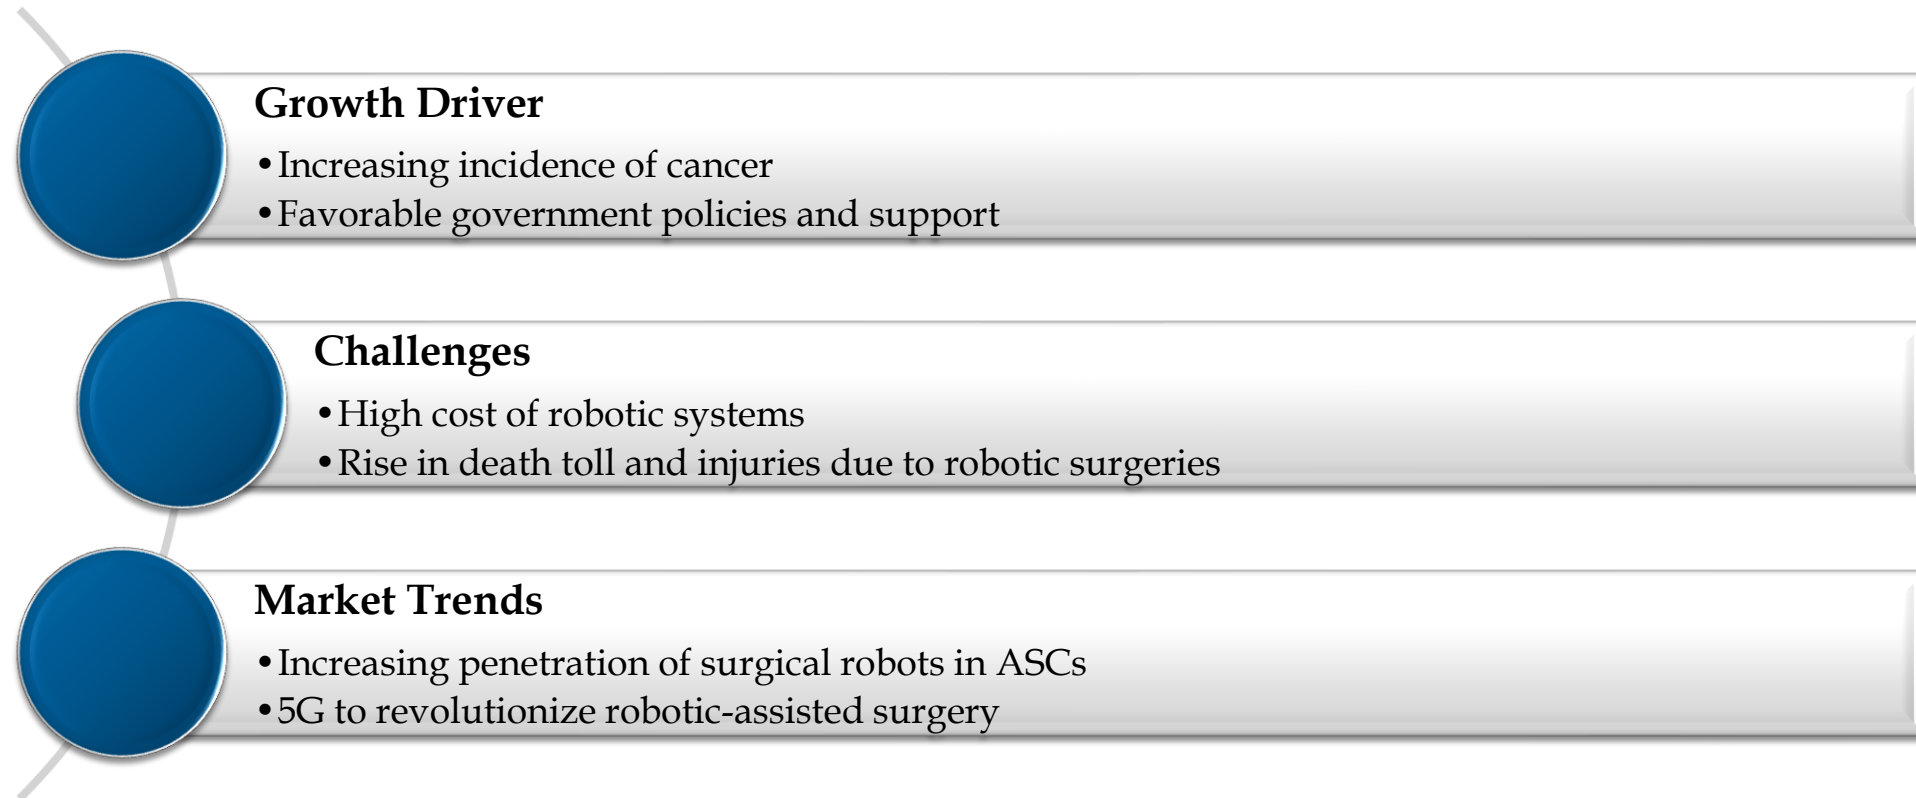 Growth Driver
•Increasing incidence of cancer
•Favorable government policies and support
Challenges
•High cost of robotic systems
•Rise in death toll and injuries due to robotic surgeries
Market Trends
•Increasing penetration of surgical robots in ASCs
•5G to revolutionize robotic-assisted surgery